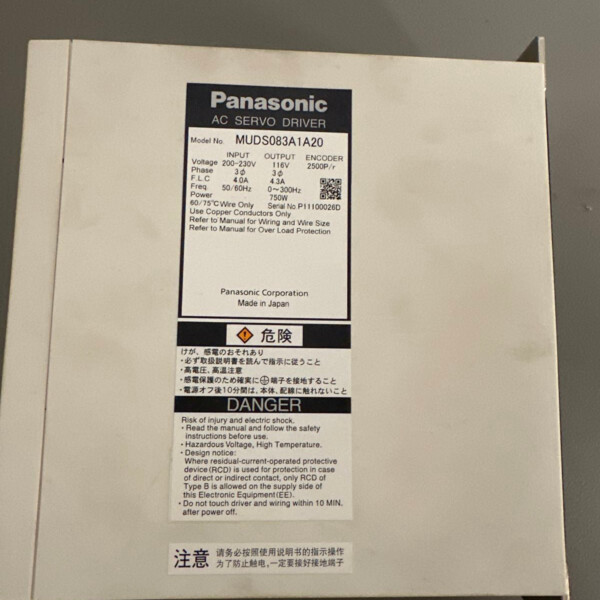 Panasonic
AC SERVO DRIVER
Model No. MUDS083A1A20
INPUT OUTPUT ENCODER
Voltage 200-230V 116V 2500P/r
Phase 3ϕ 3ϕ
F.L.C 4.0A 4.3A
Freq 50/60Hz 0～300Hz
Power 750W
60/75℃Wire Only Serial No.P11100026D
Use Copper Conductors Only
Refer to Manual for Wiring and Wire Size
Refer to Manual for Over Load Protection
Panasonic Corporation
Made in Japan
危険
けが、感電のおそれあり
・必ず取扱説明書を読んで指示に従うこと
・高電圧、高温注意
・感電保護のため確実に端子を接地すること
・電源オフ後10分間は、本体、配線に触れないこと
DANGER
Risk of injury and electric shock.
・Read the manual and follow the safety
instructions before use.
・Hazardous Voltage, High Temperature.
・Design notice:
Where residual-current-operated protective
device(RCD) is used for protection in case
of direct or indirect contact, only RCD of
Type B is allowed on the supply side of
this Electronic Equipment(EE).
・Do not touch driver and wiring within 10 MIN.
after power off.
注意 请务必按照使用说明书的指示操作
为了防止触电,一定要接好接地端子